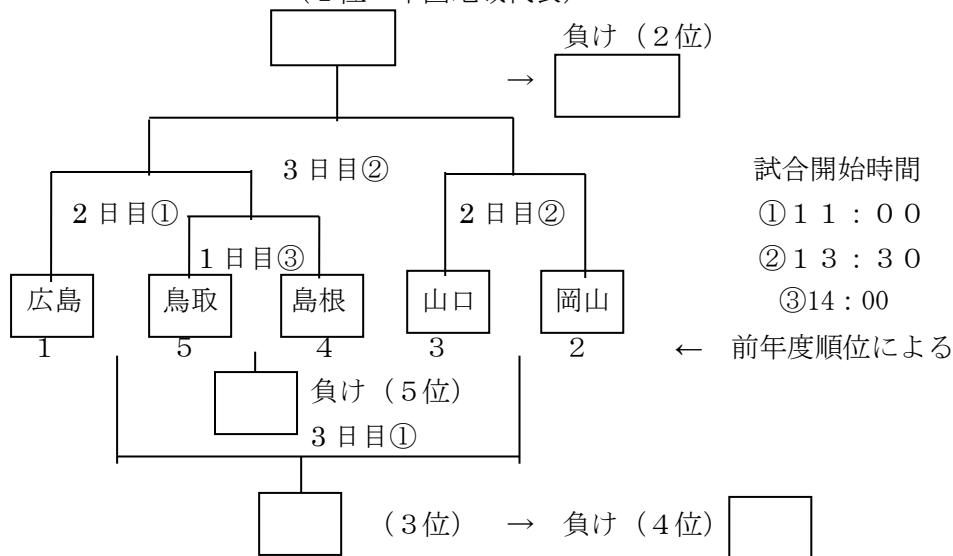 負け（２位）
→
３日目②
試合開始時間
２日目①
２日目②
①１１：００
１日目③
②１３：３０
広島
鳥取
島根
山口
岡山
③14：00
１
５
４
３
２
← 前年度順位による
負け（５位）
３日目①
（３位） → 負け（４位）